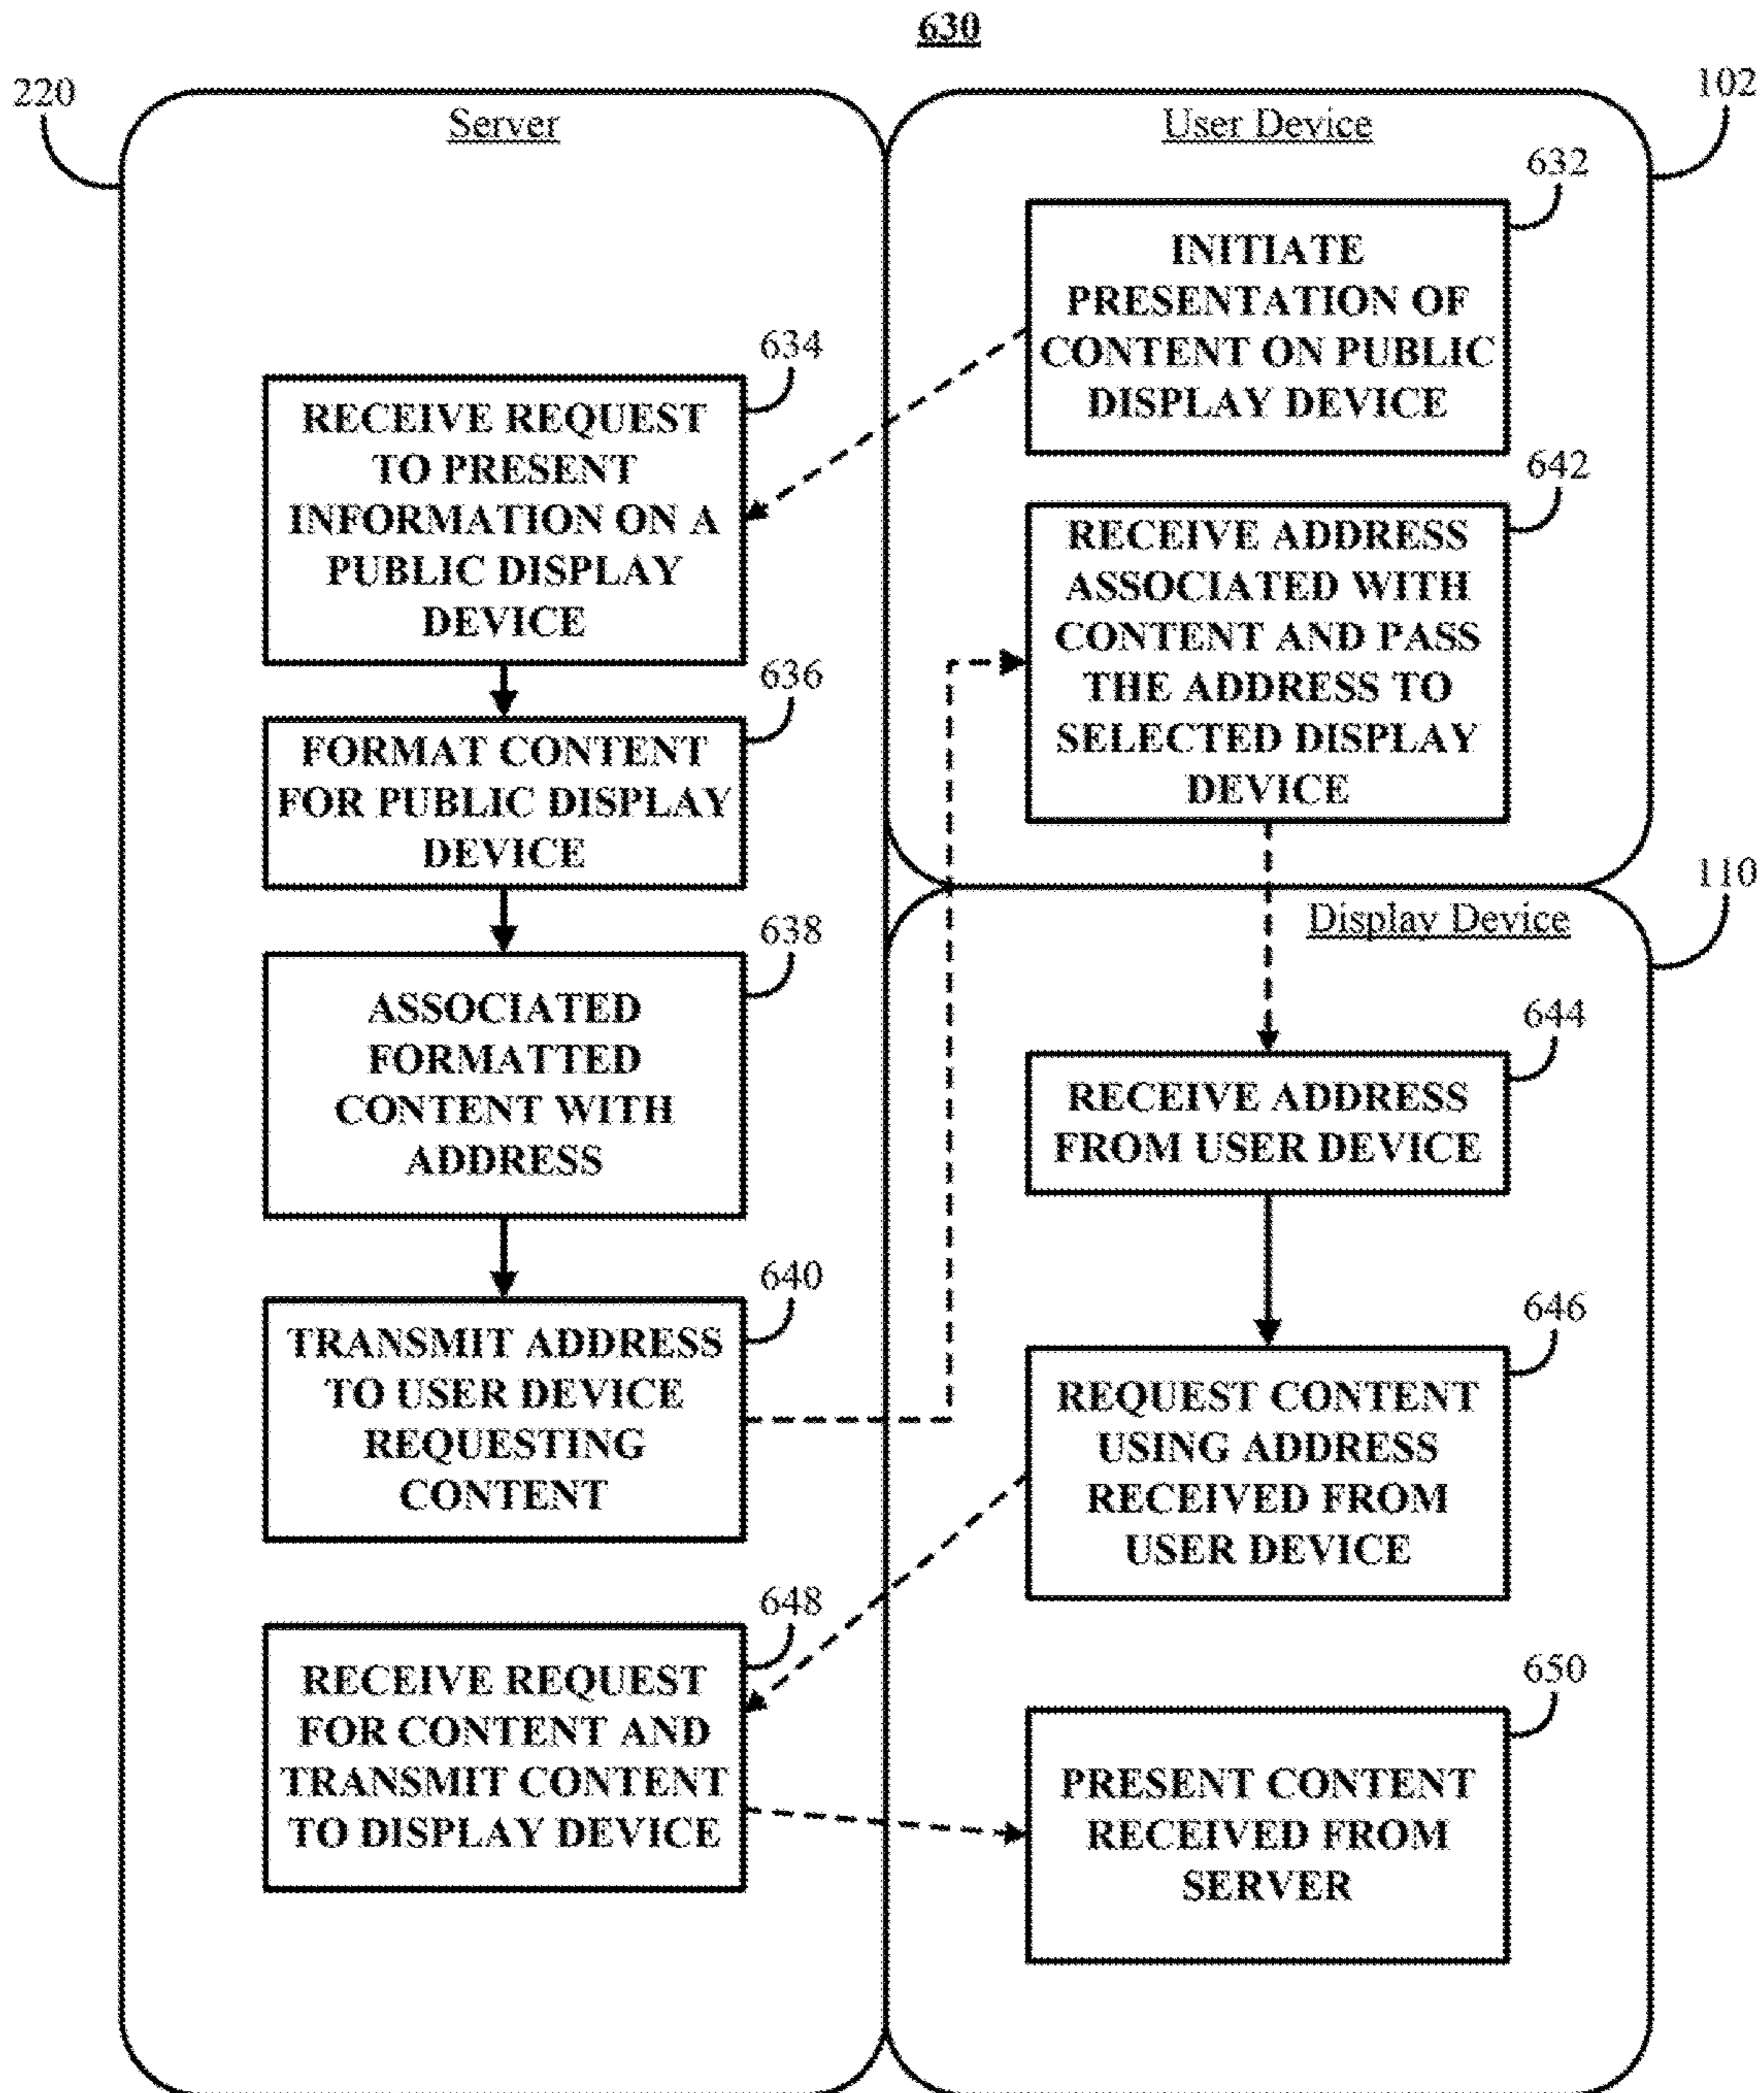 630
220
Server
User Device
102
632
INITIATE
PRESENTATION OF
CONTENT ON PUBLIC
DISPLAY DEVICE
634
RECEIVE REQUEST
TO PRESENT
INFORMATION ON A
PUBLIC DISPLAY
DEVICE
642
RECEIVE ADDRESS
ASSOCIATED WITH
CONTENT AND PASS
THE ADDRESS TO
SELECTED DISPLAY
DEVICE
636
FORMAT CONTENT
FOR PUBLIC DISPLAY
DEVICE
110
Display Device
638
ASSOCIATED
FORMATTED
CONTENT WITH
ADDRESS
644
RECEIVE ADDRESS
FROM USER DEVICE
640
TRANSMIT ADDRESS
TO USER DEVICE
REQUESTING
CONTENT
646
REQUEST CONTENT
USING ADDRESS
RECEIVED FROM
USER DEVICE
648
RECEIVE REQUEST
FOR CONTENT AND
TRANSMIT CONTENT
TO DISPLAY DEVICE
650
PRESENT CONTENT
RECEIVED FROM
SERVER